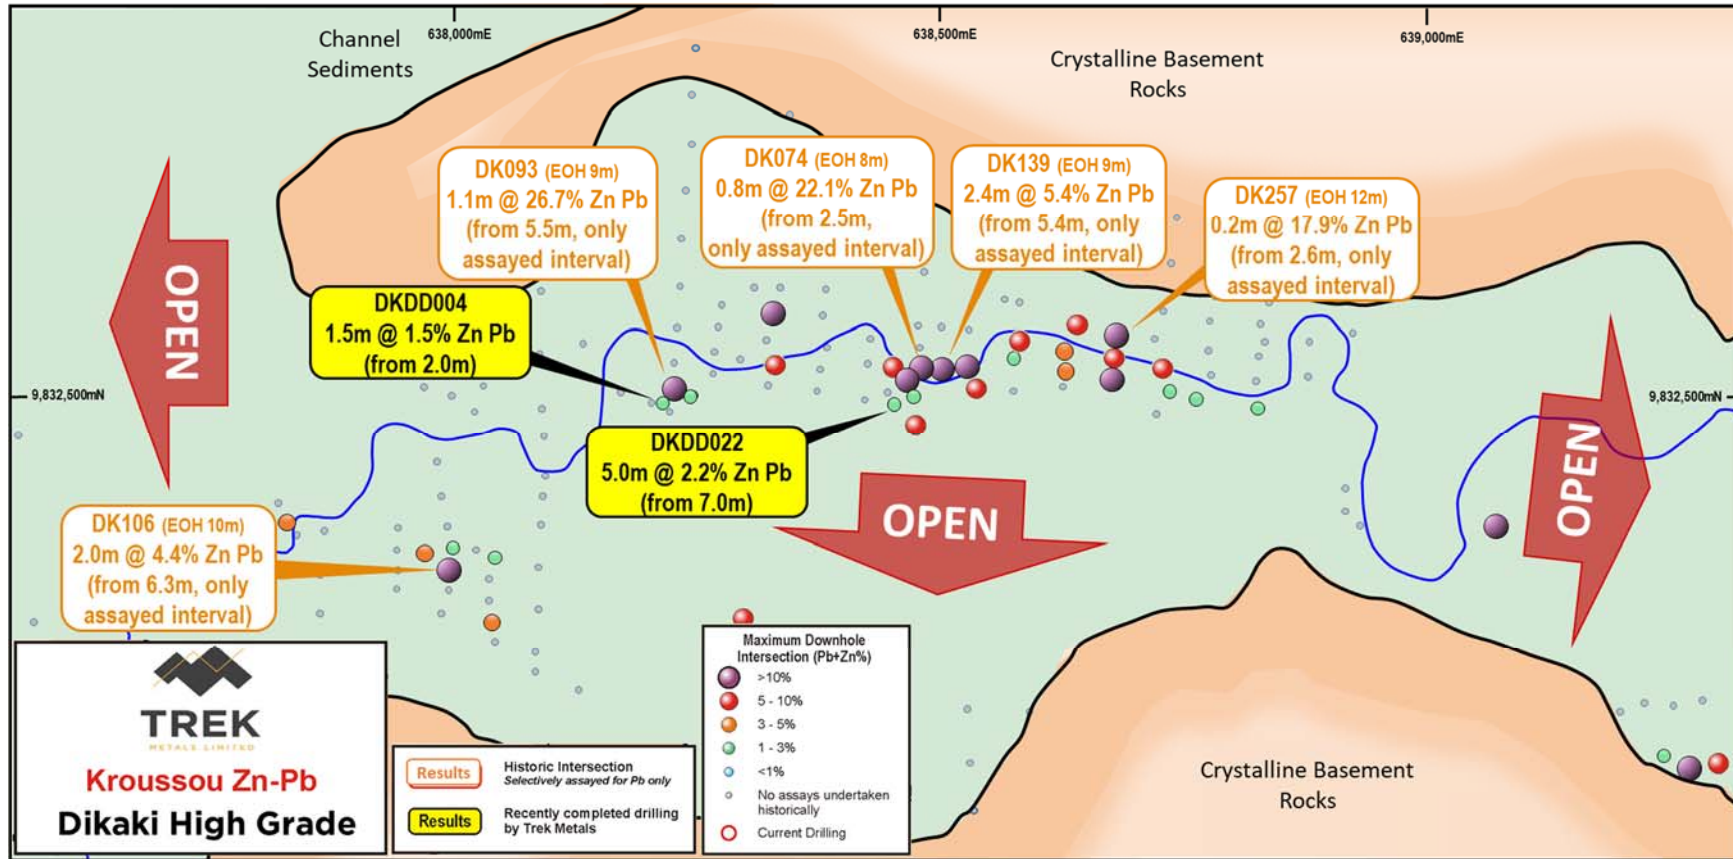 638,000mE
638,500mE
639,000mE
Channel
Sediments
Crystalline Basement
Rocks
DK093 (EOH 9m)
1.1m @ 26.7% Zn Pb
(from 5.5m, only
assayed interval)
DK074 (EOH 8m)
0.8m @ 22.1% Zn Pb
(from 2.5m,
only assayed interval)
DK139 (EOH 9m)
2.4m @ 5.4% Zn Pb
(from 5.4m, only
assayed interval)
DK257 (EOH 12m)
0.2m @ 17.9% Zn Pb
(from 2.6m, only
assayed interval)
OPEN
DKDD004
1.5m @ 1.5% Zn Pb
(from 2.0m)
9,832,500mN
9,832,500mN
DKDD022
5.0m @ 2.2% Zn Pb
(from 7.0m)
OPEN
OPEN
DK106 (EOH 10m)
2.0m @ 4.4% Zn Pb
(from 6.3m, only
assayed interval)
TREK
METALS LIMITED
Kroussou Zn-Pb
Dikaki High Grade
Results
Historic Intersection
Selectively assayed for Pb only
Results
Recently completed drilling
by Trek Metals
Maximum Downhole
Intersection (Pb+Zn%)
>10%
5 - 10%
3 - 5%
1 - 3%
<1%
No assays undertaken
historically
Current Drilling
Crystalline Basement
Rocks